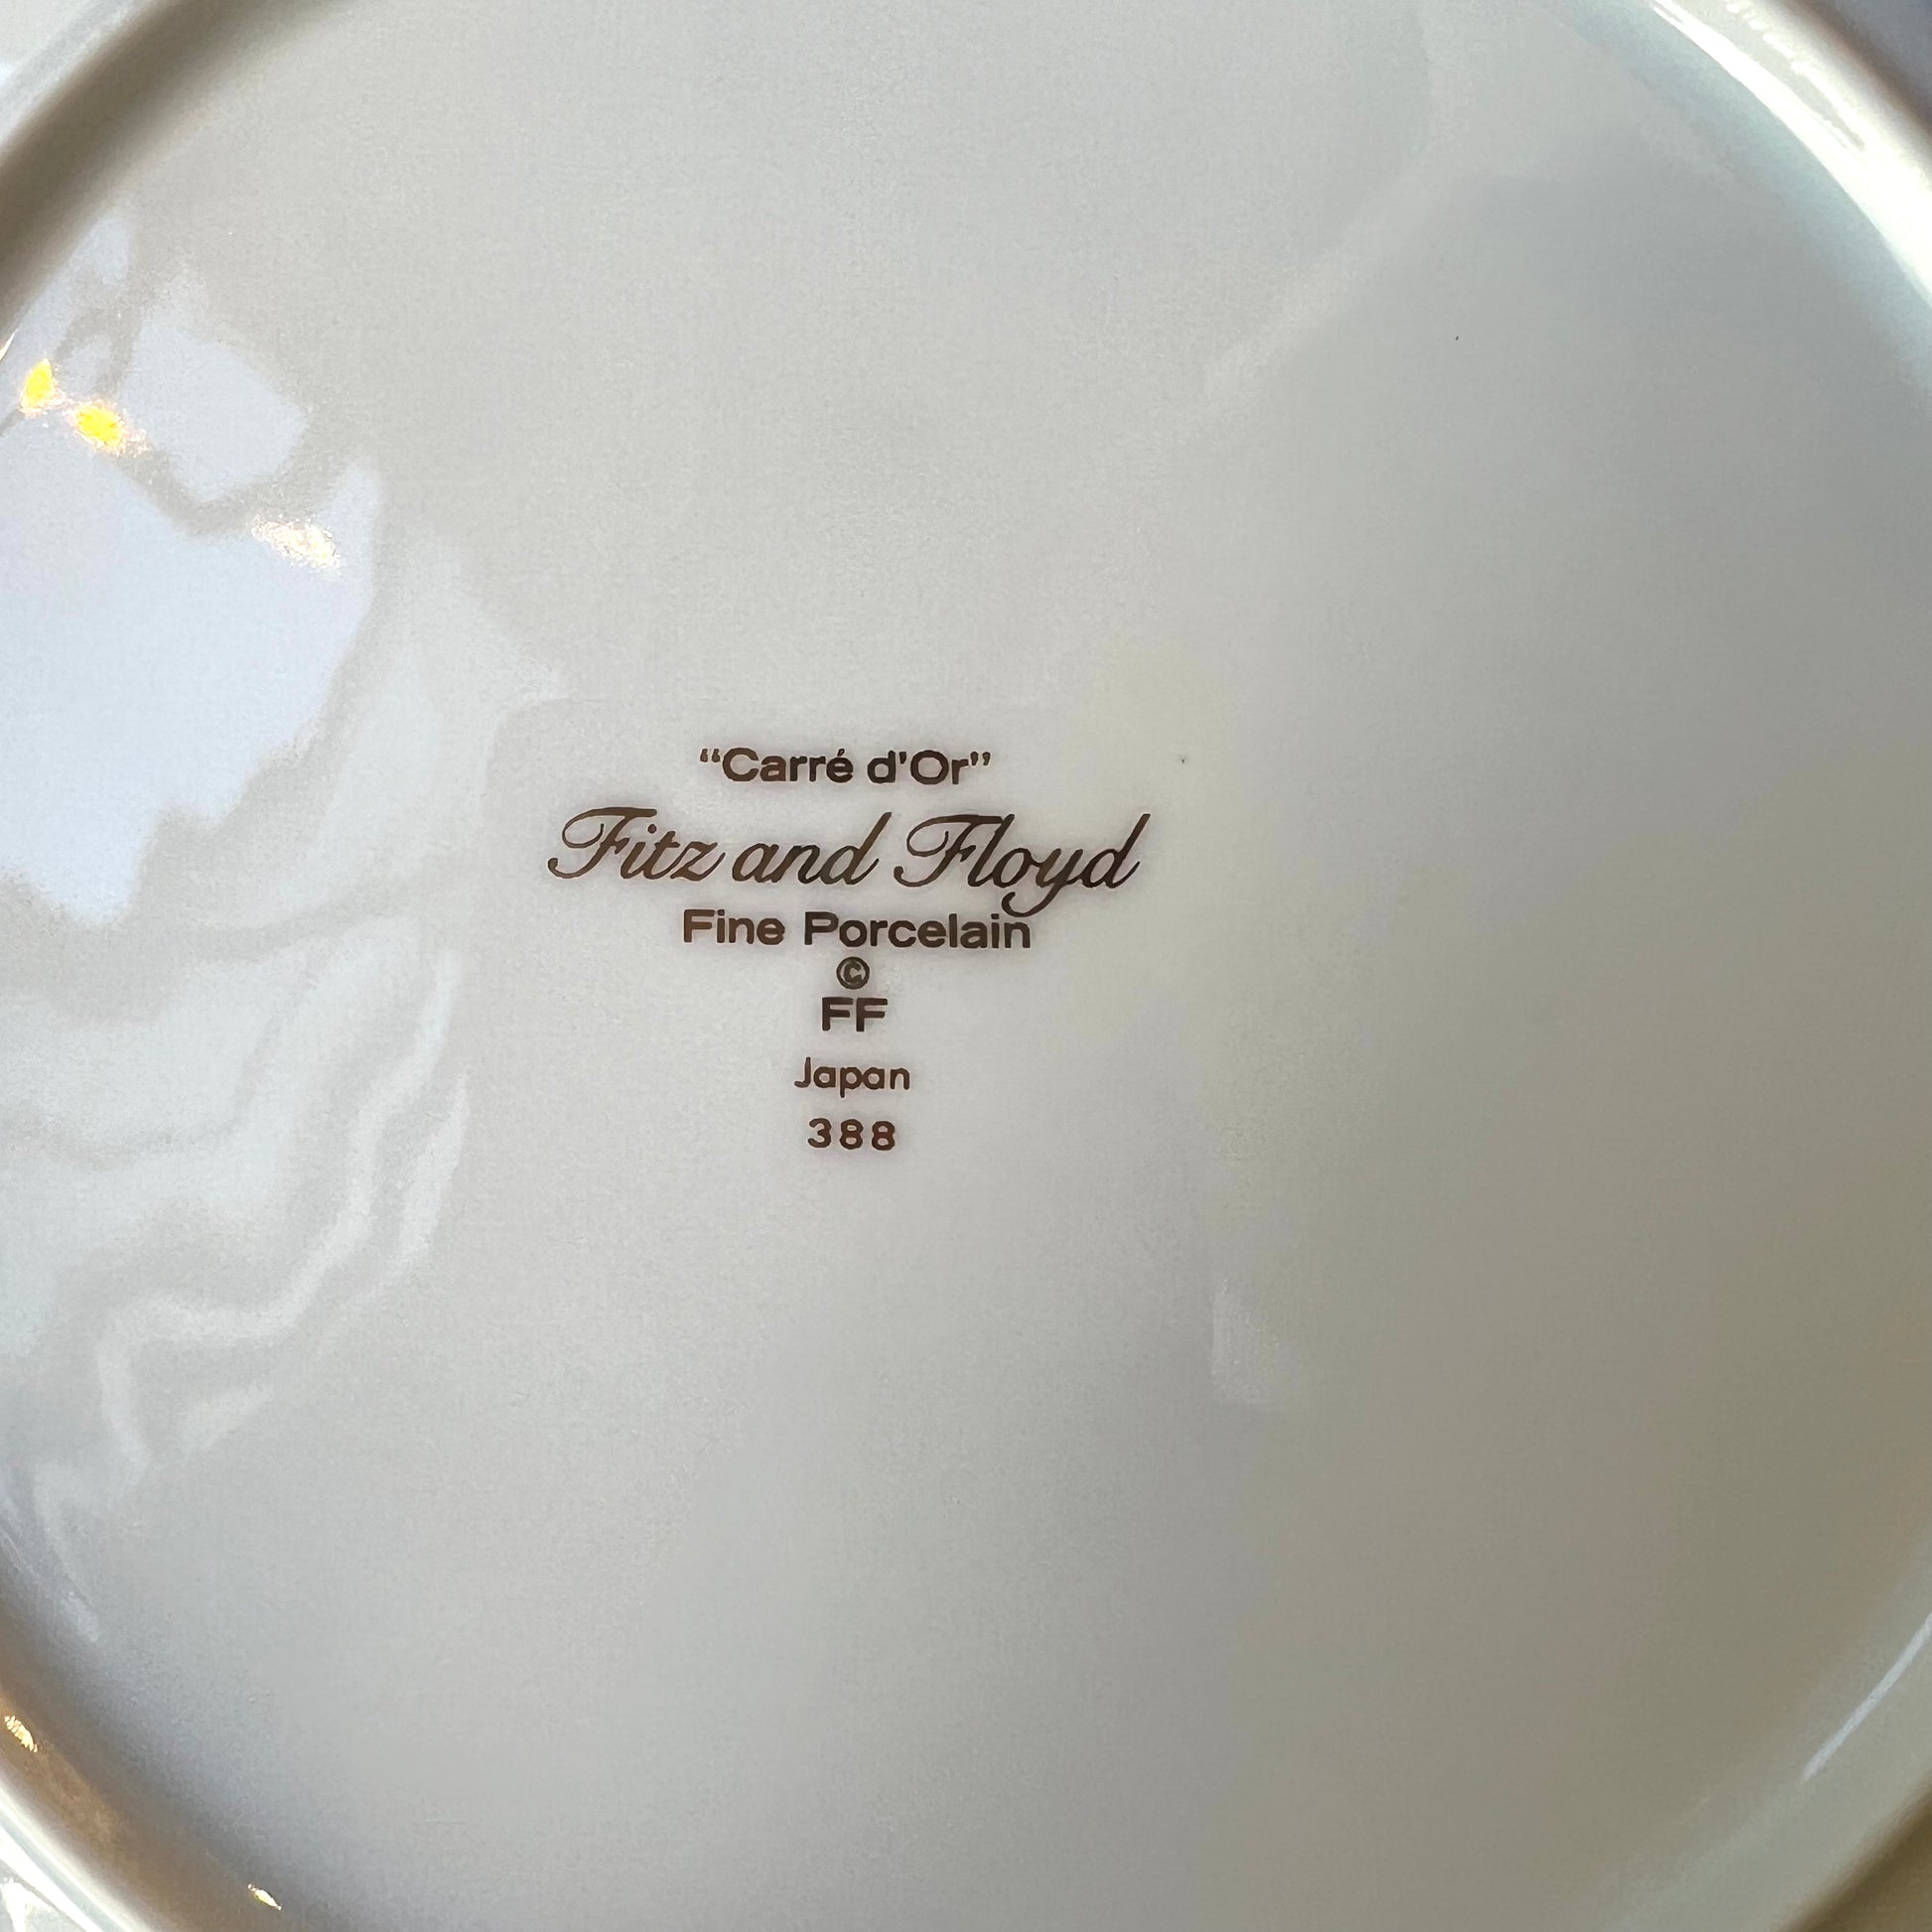 “Carré d'Or”
Fitz and Floyd
Fine Porcelain
©
FF
Japan
388